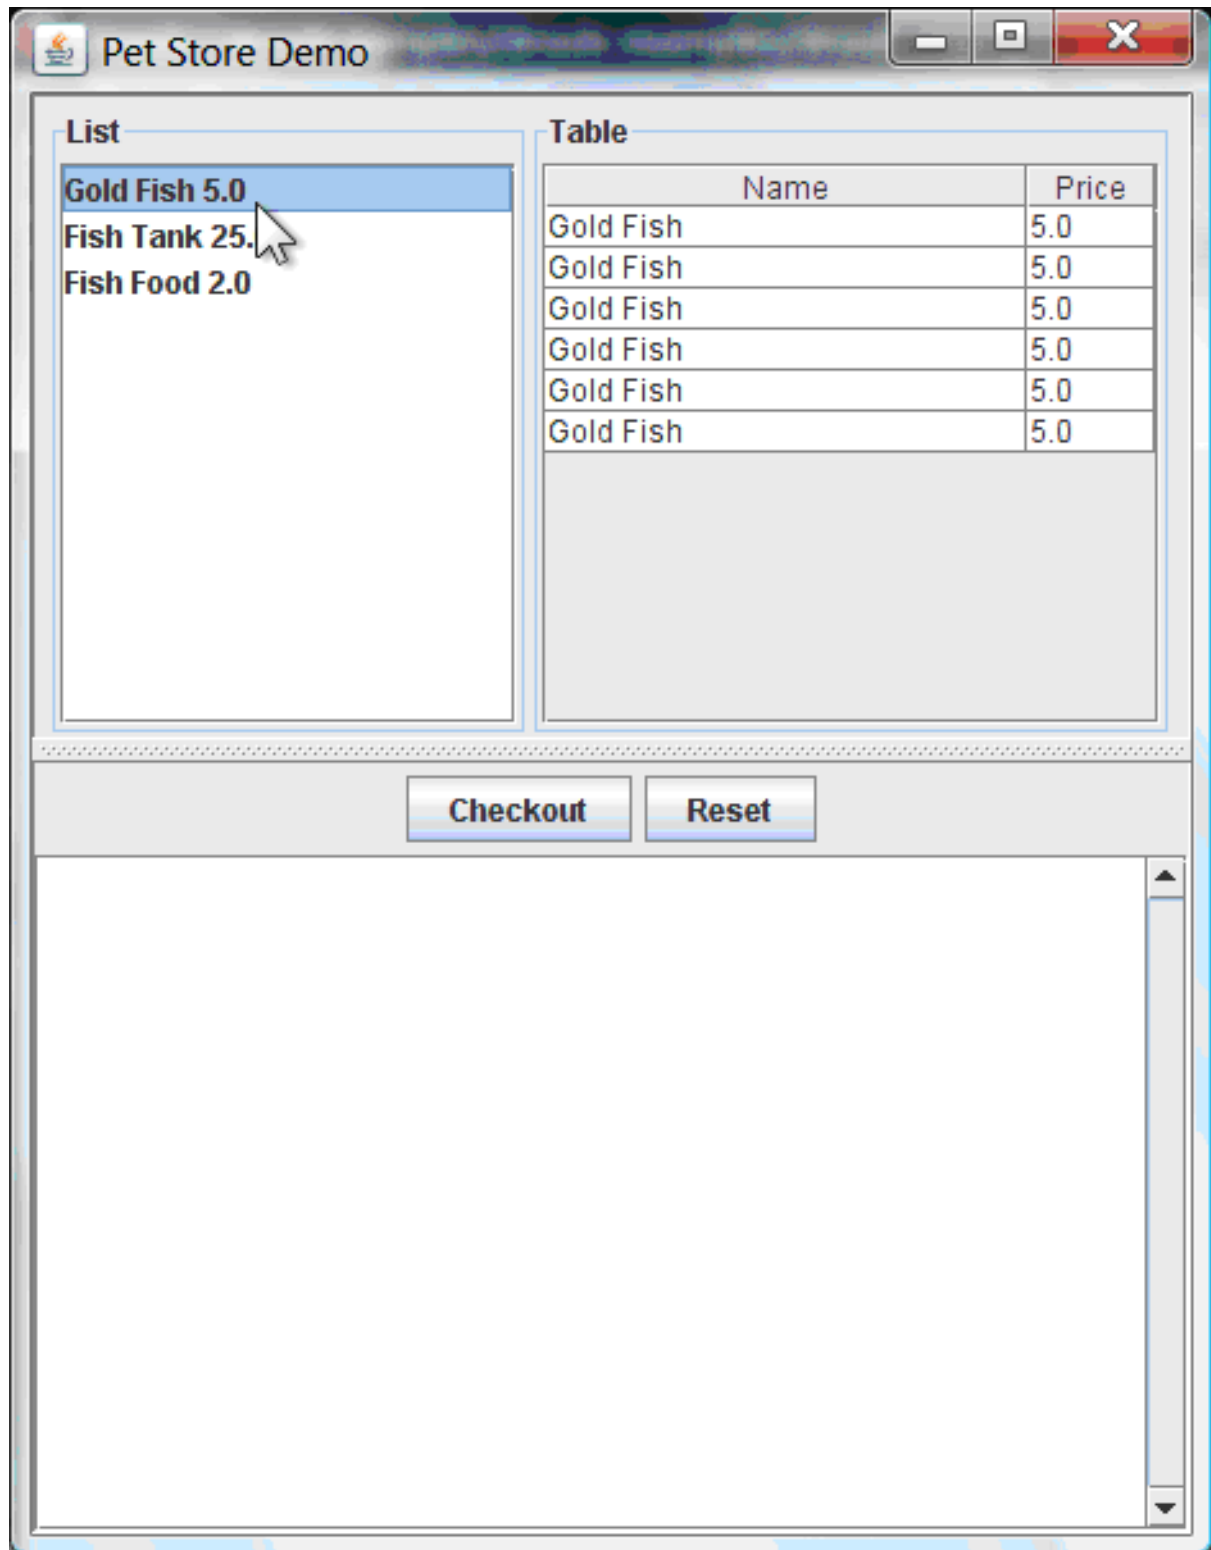 Pet Store Demo
List
Gold Fish 5.0
Fish Tank 25.
Fish Food 2.0
Table
Name Price
Gold Fish 5.0
Gold Fish 5.0
Gold Fish 5.0
Gold Fish 5.0
Gold Fish 5.0
Gold Fish 5.0
Checkout Reset